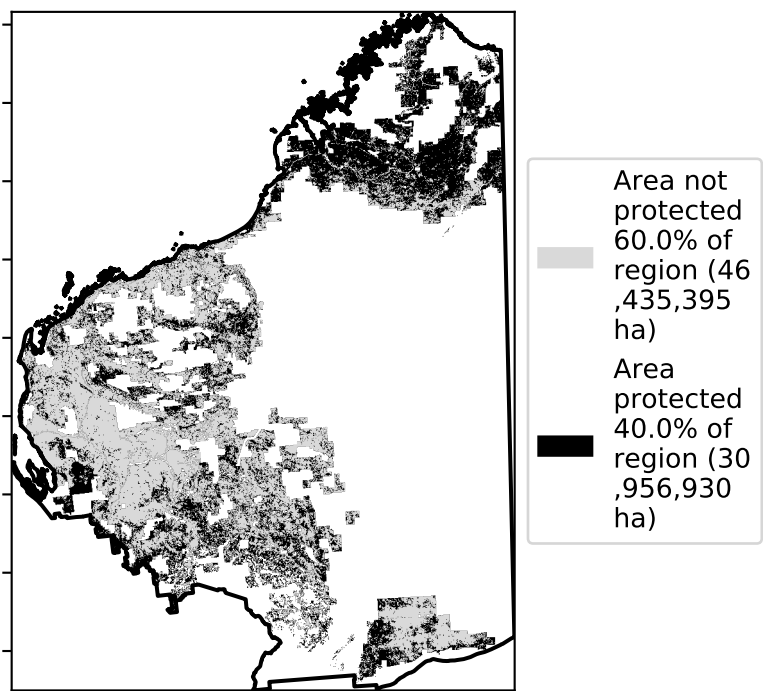 Area not
protected
60.0% of
region (46
,435,395
ha)
Area
protected
40.0% of
region (30
,956,930
ha)